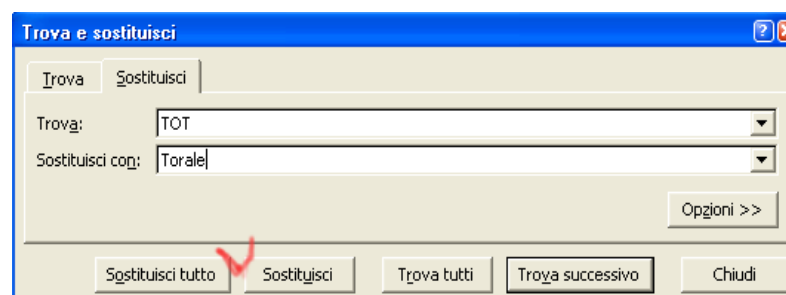 Trova e sostituisci
Trova Sostituisci
Trova: TOT
Sostituisci con: Torale
Opzioni >>
Sostituisci tutto Sostituisci Trova tutti Trova successivo Chiudi